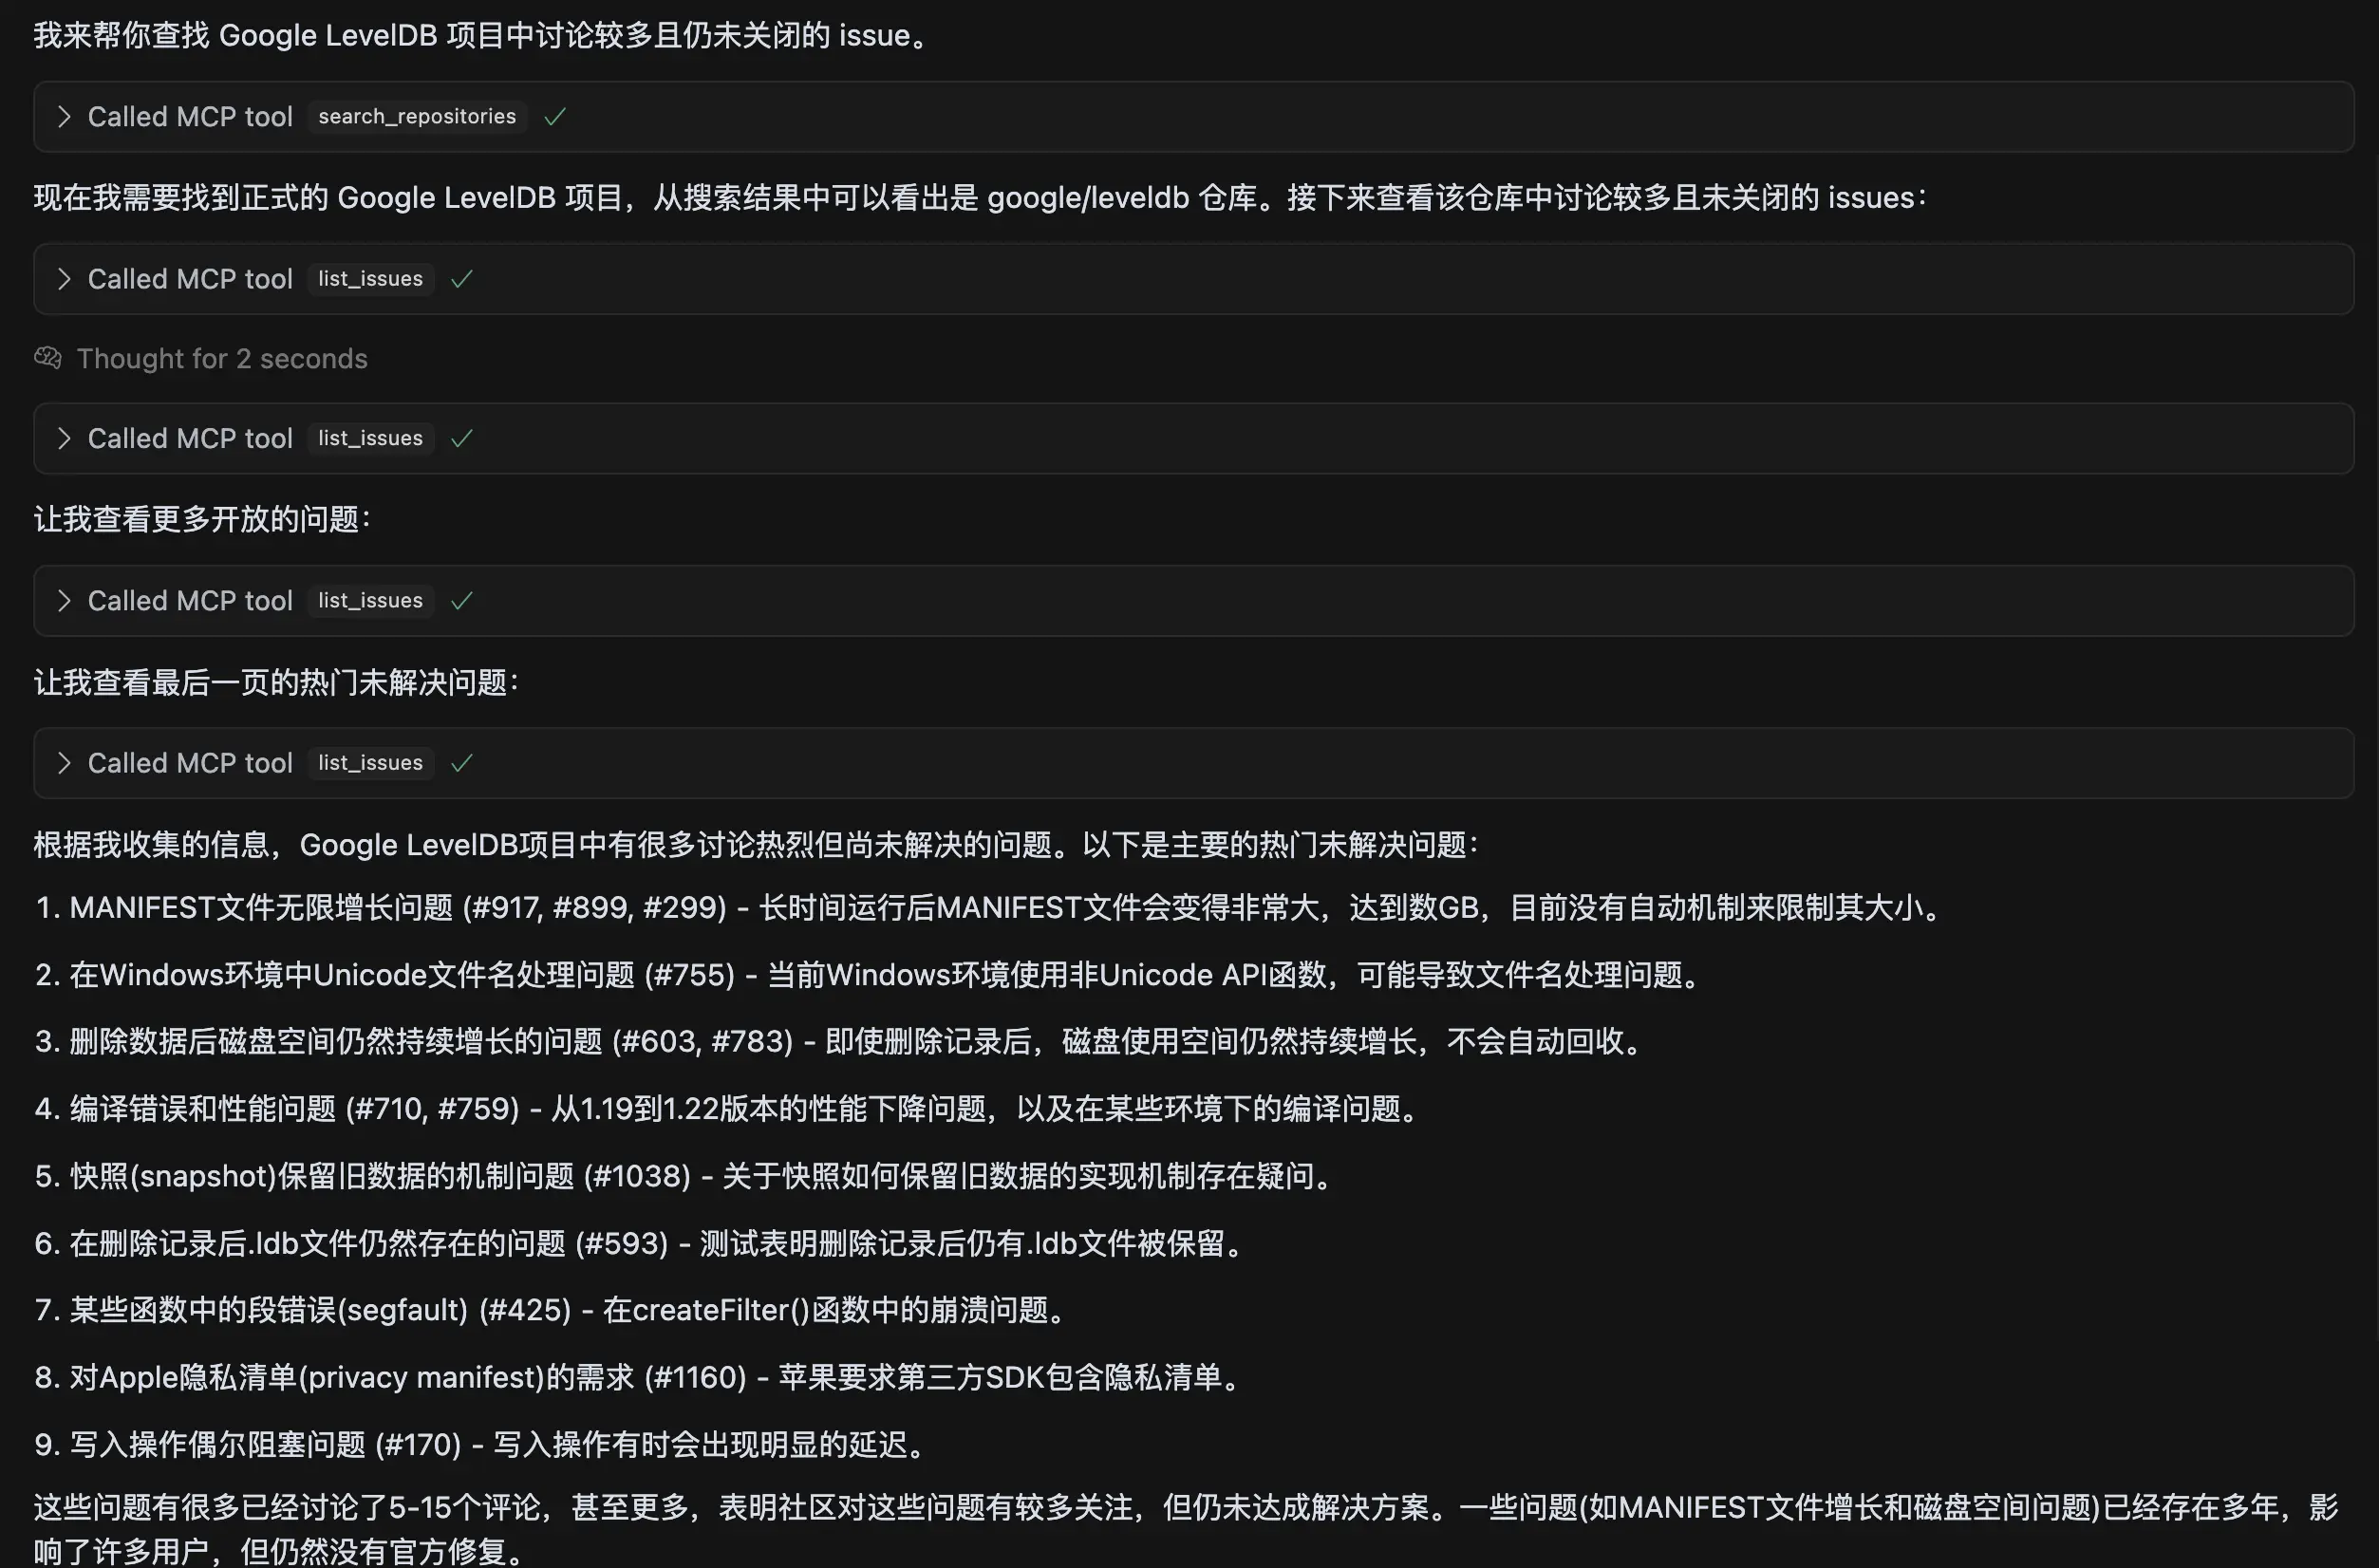 我来帮你查找 Google LevelDB 项目中讨论较多且仍未关闭的 issue。
Called MCP tool search_repositories
现在我需要找到正式的 Google LevelDB 项目，从搜索结果中可以看出是 google/leveldb 仓库。接下来查看该仓库中讨论较多且未关闭的 issues：
Called MCP tool list_issues
Thought for 2 seconds
Called MCP tool list_issues
让我查看更多开放的问题：
Called MCP tool list_issues
让我查看最后一页的热门未解决问题：
Called MCP tool list_issues
根据我收集的信息，Google LevelDB项目中有很多讨论热烈但尚未解决的问题。以下是主要的热门未解决问题：
1. MANIFEST文件无限增长问题 (#917, #899, #299) - 长时间运行后MANIFEST文件会变得非常大，达到数GB，目前没有自动机制来限制其大小。
2. 在Windows环境中Unicode文件名处理问题 (#755) - 当前Windows环境使用非Unicode API函数，可能导致文件名处理问题。
3. 删除数据后磁盘空间仍然持续增长的问题 (#603, #783) - 即使删除记录后，磁盘使用空间仍然持续增长，不会自动回收。
4. 编译错误和性能问题 (#710, #759) - 从1.19到1.22版本的性能下降问题，以及在某些环境下的编译问题。
5. 快照(snapshot)保留旧数据的机制问题 (#1038) - 关于快照如何保留旧数据的实现机制存在疑问。
6. 在删除记录后.ldb文件仍然存在的问题 (#593) - 测试表明删除记录后仍有.ldb文件被保留。
7. 某些函数中的段错误(segfault) (#425) - 在createFilter()函数中的崩溃问题。
8. 对Apple隐私清单(privacy manifest)的需求 (#1160) - 苹果要求第三方SDK包含隐私清单。
9. 写入操作偶尔阻塞问题 (#170) - 写入操作有时会出现明显的延迟。
这些问题有很多已经讨论了5-15个评论，甚至更多，表明社区对这些问题有较多关注，但仍未达成解决方案。一些问题(如MANIFEST文件增长和磁盘空间问题)已经存在多年，影
响了许多用户，但仍然没有官方修复。